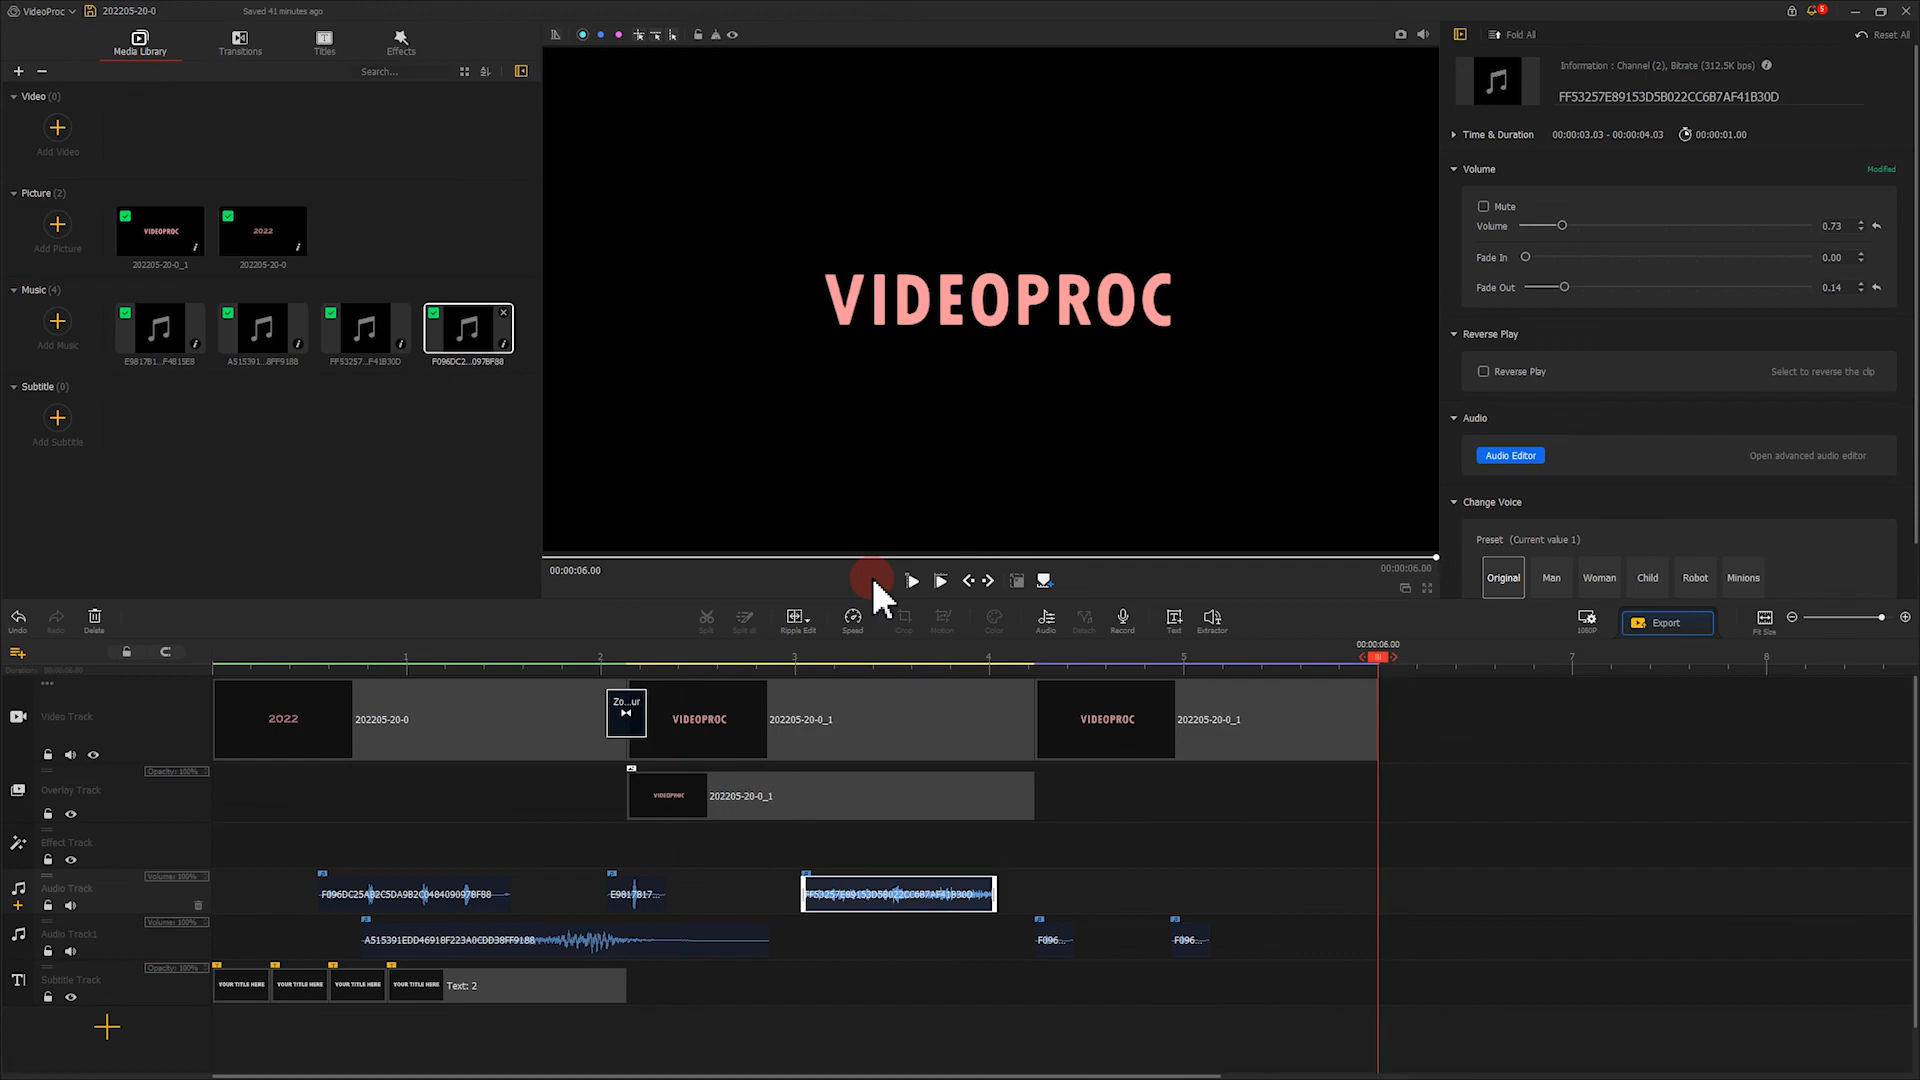 VideoProc
202205-20-0
Saved 41 minutes ago
5
Media Library
Transitions
Titles
Effects
Search...
Video (0)
Add Video
Picture (2)
Add Picture
VIDEOPROC
202205-20-0_1
2022
202205-20-0
Music (4)
Add Music
E9817B1...F4815E8
A515391...8FF9188
FF53257...F41B30D
F096DC2...097BF88
Subtitle (0)
Add Subtitle
VIDEOPROC
00:00:06.00
00:00:06.00
Fold All
Reset All
Information : Channel (2), Bitrate (312.5K bps)
FF53257E89153D5B022CC6B7AF41B30D
Time & Duration
00:00:03.03 - 00:00:04.03
00:00:01.00
Volume
Modified
Mute
Volume
0.73
Fade In
0.00
Fade Out
0.14
Reverse Play
Reverse Play
Select to reverse the clip
Audio
Audio Editor
Open advanced audio editor
Change Voice
Preset (Current value 1)
Original
Man
Woman
Child
Robot
Minions
Undo
Redo
Delete
Split
Split all
Ripple Edit
Speed
Crop
Motion
Color
Audio
Detach
Record
Text
Extractor
1080P
Export
Fit Size
Duration: 00:00:06.00
1
2
3
4
5
00:00:06.00
7
8
Video Track
2022
202205-20-0
Zo...ur
VIDEOPROC
202205-20-0_1
VIDEOPROC
202205-20-0_1
Opacity: 100%
Overlay Track
VIDEOPROC
202205-20-0_1
Effect Track
Volume: 100%
Audio Track
F096DC25AB2C5DA9B2C0484090978F88
E9817B17...
FF53257E89153D5B022CC6B7AF41B30D
Volume: 100%
Audio Track1
A515391EDD46918F223A0CDD38FF9188
F096...
F096...
Opacity: 100%
Subtitle Track
YOUR TITLE HERE
YOUR TITLE HERE
YOUR TITLE HERE
YOUR TITLE HERE
Text: 2